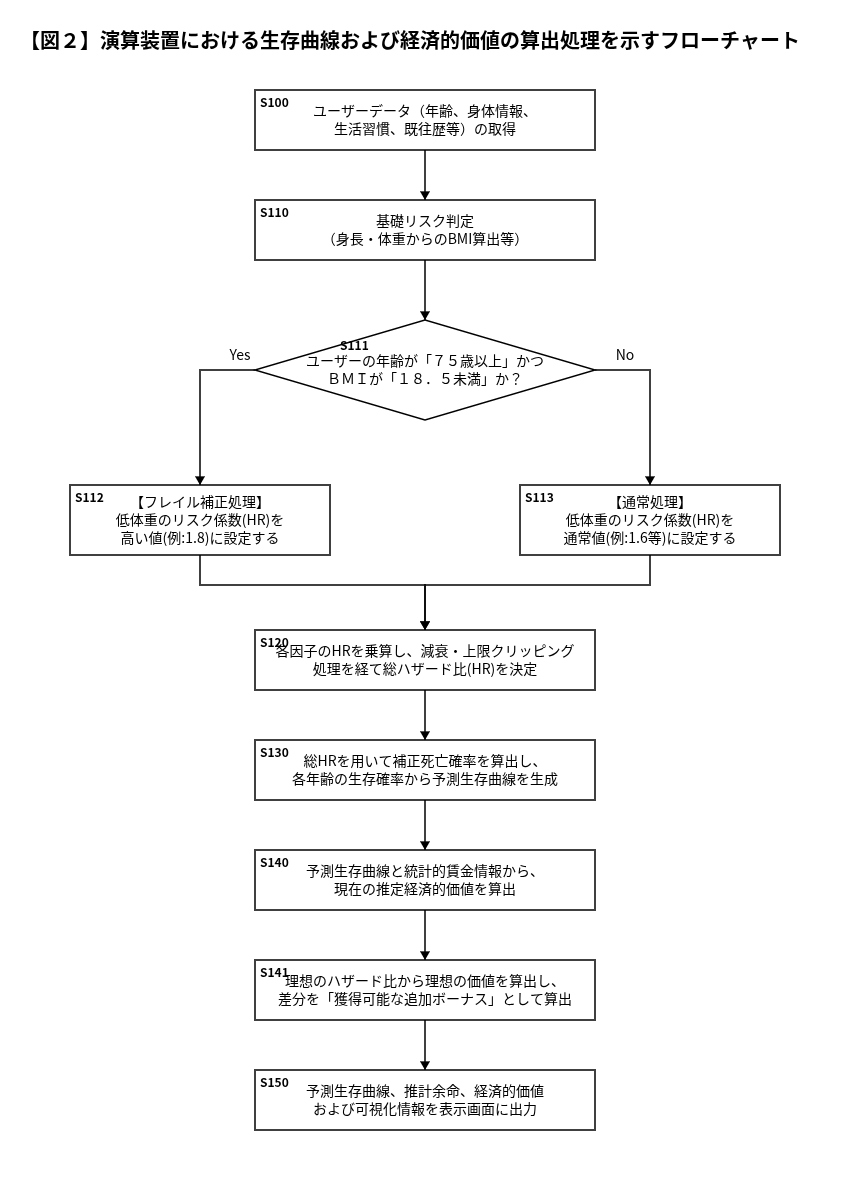 【図２】演算装置における生存曲線および経済的価値の算出処理を示すフローチャート
S100
ユーザーデータ（年齢、身体情報、
生活習慣、既往歴等）の取得
S110
基礎リスク判定
（身長・体重からのBMI算出等）
S111
ユーザーの年齢が「７５歳以上」かつ
ＢＭＩが「１８．５未満」か？
Yes
No
S112
【フレイル補正処理】
低体重のリスク係数(HR)を
高い値(例:1.8)に設定する
S113
【通常処理】
低体重のリスク係数(HR)を
通常値(例:1.6等)に設定する
S120
各因子のHRを乗算し、減衰・上限クリッピング
処理を経て総ハザード比(HR)を決定
S130
総HRを用いて補正死亡確率を算出し、
各年齢の生存確率から予測生存曲線を生成
S140
予測生存曲線と統計的賃金情報から、
現在の推定経済的価値を算出
S141
理想のハザード比から理想の価値を算出し、
差分を「獲得可能な追加ボーナス」として算出
S150
予測生存曲線、推計余命、経済的価値
および可視化情報を表示画面に出力